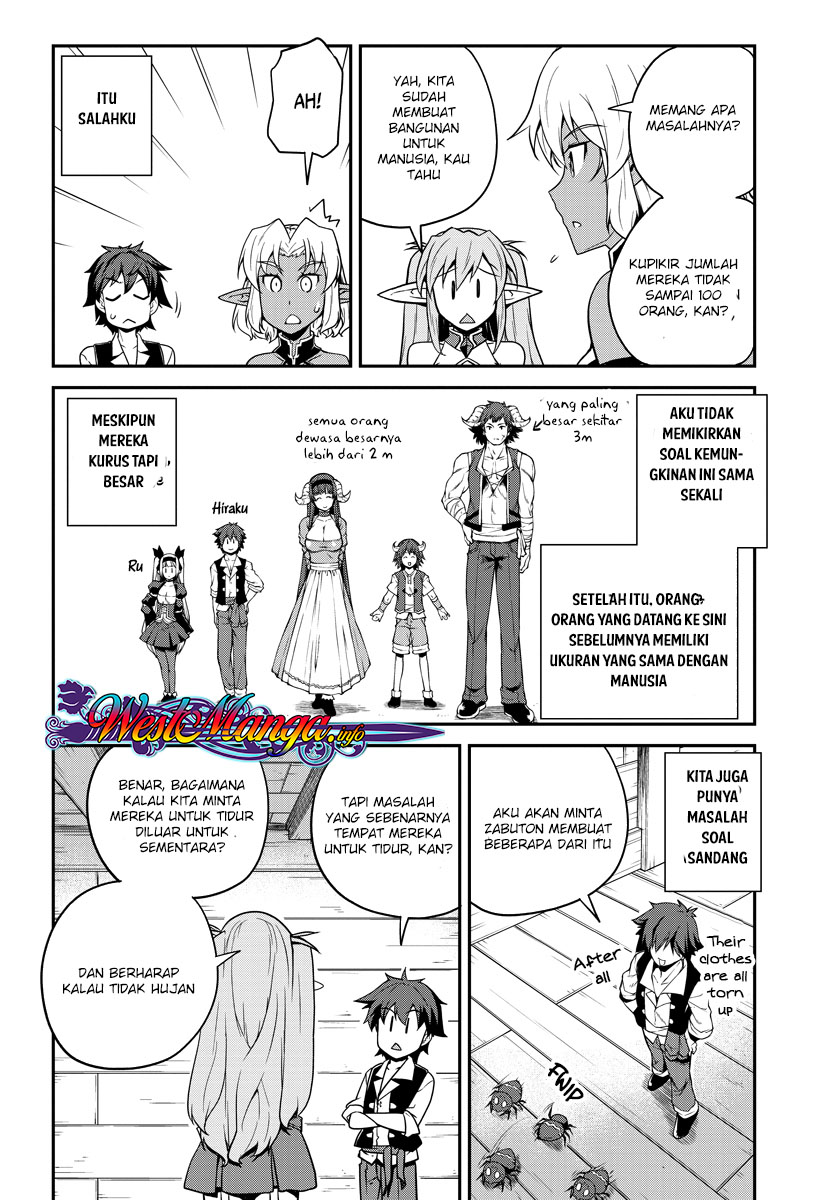 MEMANG APA
MASALAHNYA?
KUPIKIR JUMLAH
MEREKA TIDAK
SAMPAI 100
ORANG, KAN?
YAH, KITA
SUDAH
MEMBUAT
BANGUNAN
UNTUK
MANUSIA, KAU
TAHU
AH!
ITU
SALAHKU
AKU TIDAK
MEMIKIRKAN
SOAL KEMUN-
GKINAN INI SAMA
SEKALI
SETELAH ITU, ORANG-
ORANG YANG DATANG KE SINI
SEBELUMNYA MEMILIKI
UKURAN YANG SAMA DENGAN
MANUSIA
yang paling
besar sekitar
3m
semua orang
dewasa besarnya
lebih dari 2 m
MESKIPUN
MEREKA
KURUS TAPI
BESAR
Hiraku
Ru
WestManga.info
KITA JUGA
PUNYA
MASALAH
SOAL
SANDANG
AKU AKAN MINTA
ZABUTON MEMBUAT
BEBERAPA DARI ITU
Their
clothes
are all
torn
up
After
all
FWIP
TAPI MASALAH
YANG SEBENARNYA
TEMPAT MEREKA
UNTUK TIDUR, KAN?
BENAR, BAGAIMANA
KALAU KITA MINTA
MEREKA UNTUK TIDUR
DILUAR UNTUK
SEMENTARA?
DAN BERHARAP
KALAU TIDAK HUJAN